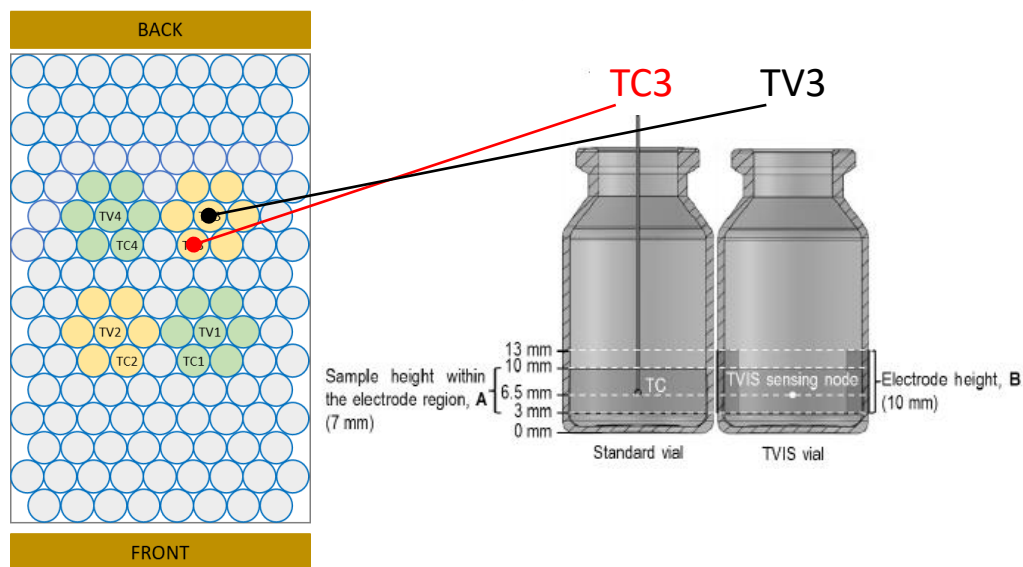 BACK
TC3 TV3
TV4
TC4
TV2 TV1
TC2 TC1
FRONT
13 mm
10 mm
6.5 mm
3 mm
0 mm
Sample height within
the electrode region, A
(7 mm)
TC
TVIS sensing node
Electrode height, B
(10 mm)
Standard vial
TVIS vial